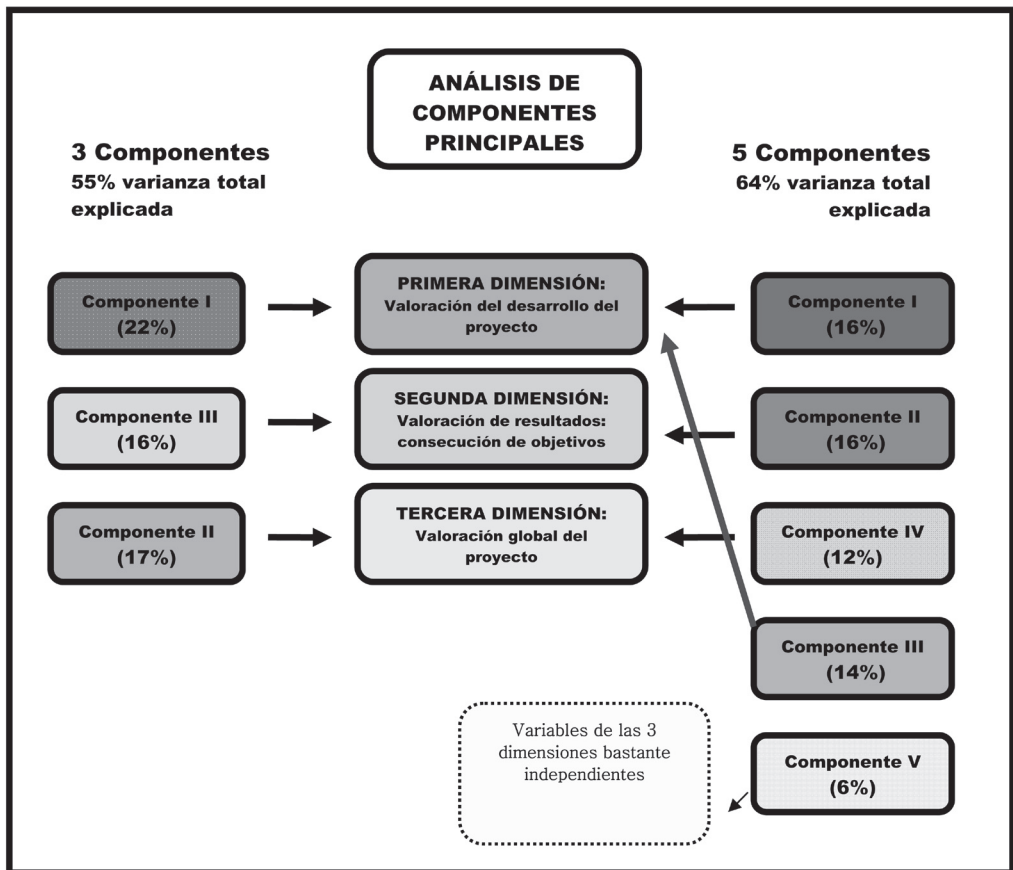 ANÁLISIS DE
COMPONENTES
PRINCIPALES
3 Componentes
55% varianza total
explicada
5 Componentes
64% varianza total
explicada
Componente I
(22%)
PRIMERA DIMENSIÓN:
Valoración del desarrollo del
proyecto
Componente I
(16%)
Componente III
(16%)
SEGUNDA DIMENSIÓN:
Valoración de resultados:
consecución de objetivos
Componente II
(16%)
Componente II
(17%)
TERCERA DIMENSIÓN:
Valoración global del
proyecto
Componente IV
(12%)
Componente III
(14%)
Variables de las 3
dimensiones bastante
independientes
Componente V
(6%)